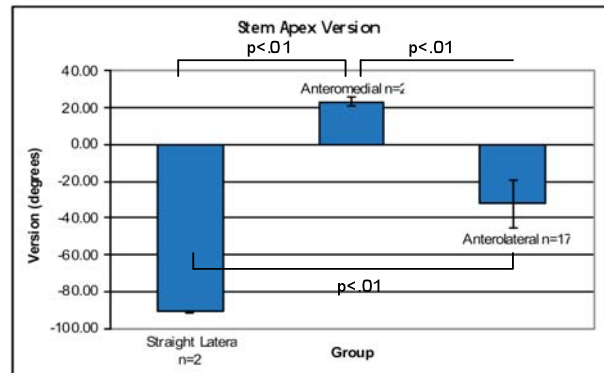 Stem Apex Version
p<.01 p<.01
40.00
20.00
0.00
-20.00
-40.00
-60.00
-80.00
-100.00
Version (degrees)
Anteromedial n=2
Anterolateral n=17
p<.01
Straight Latera
n=2
Group